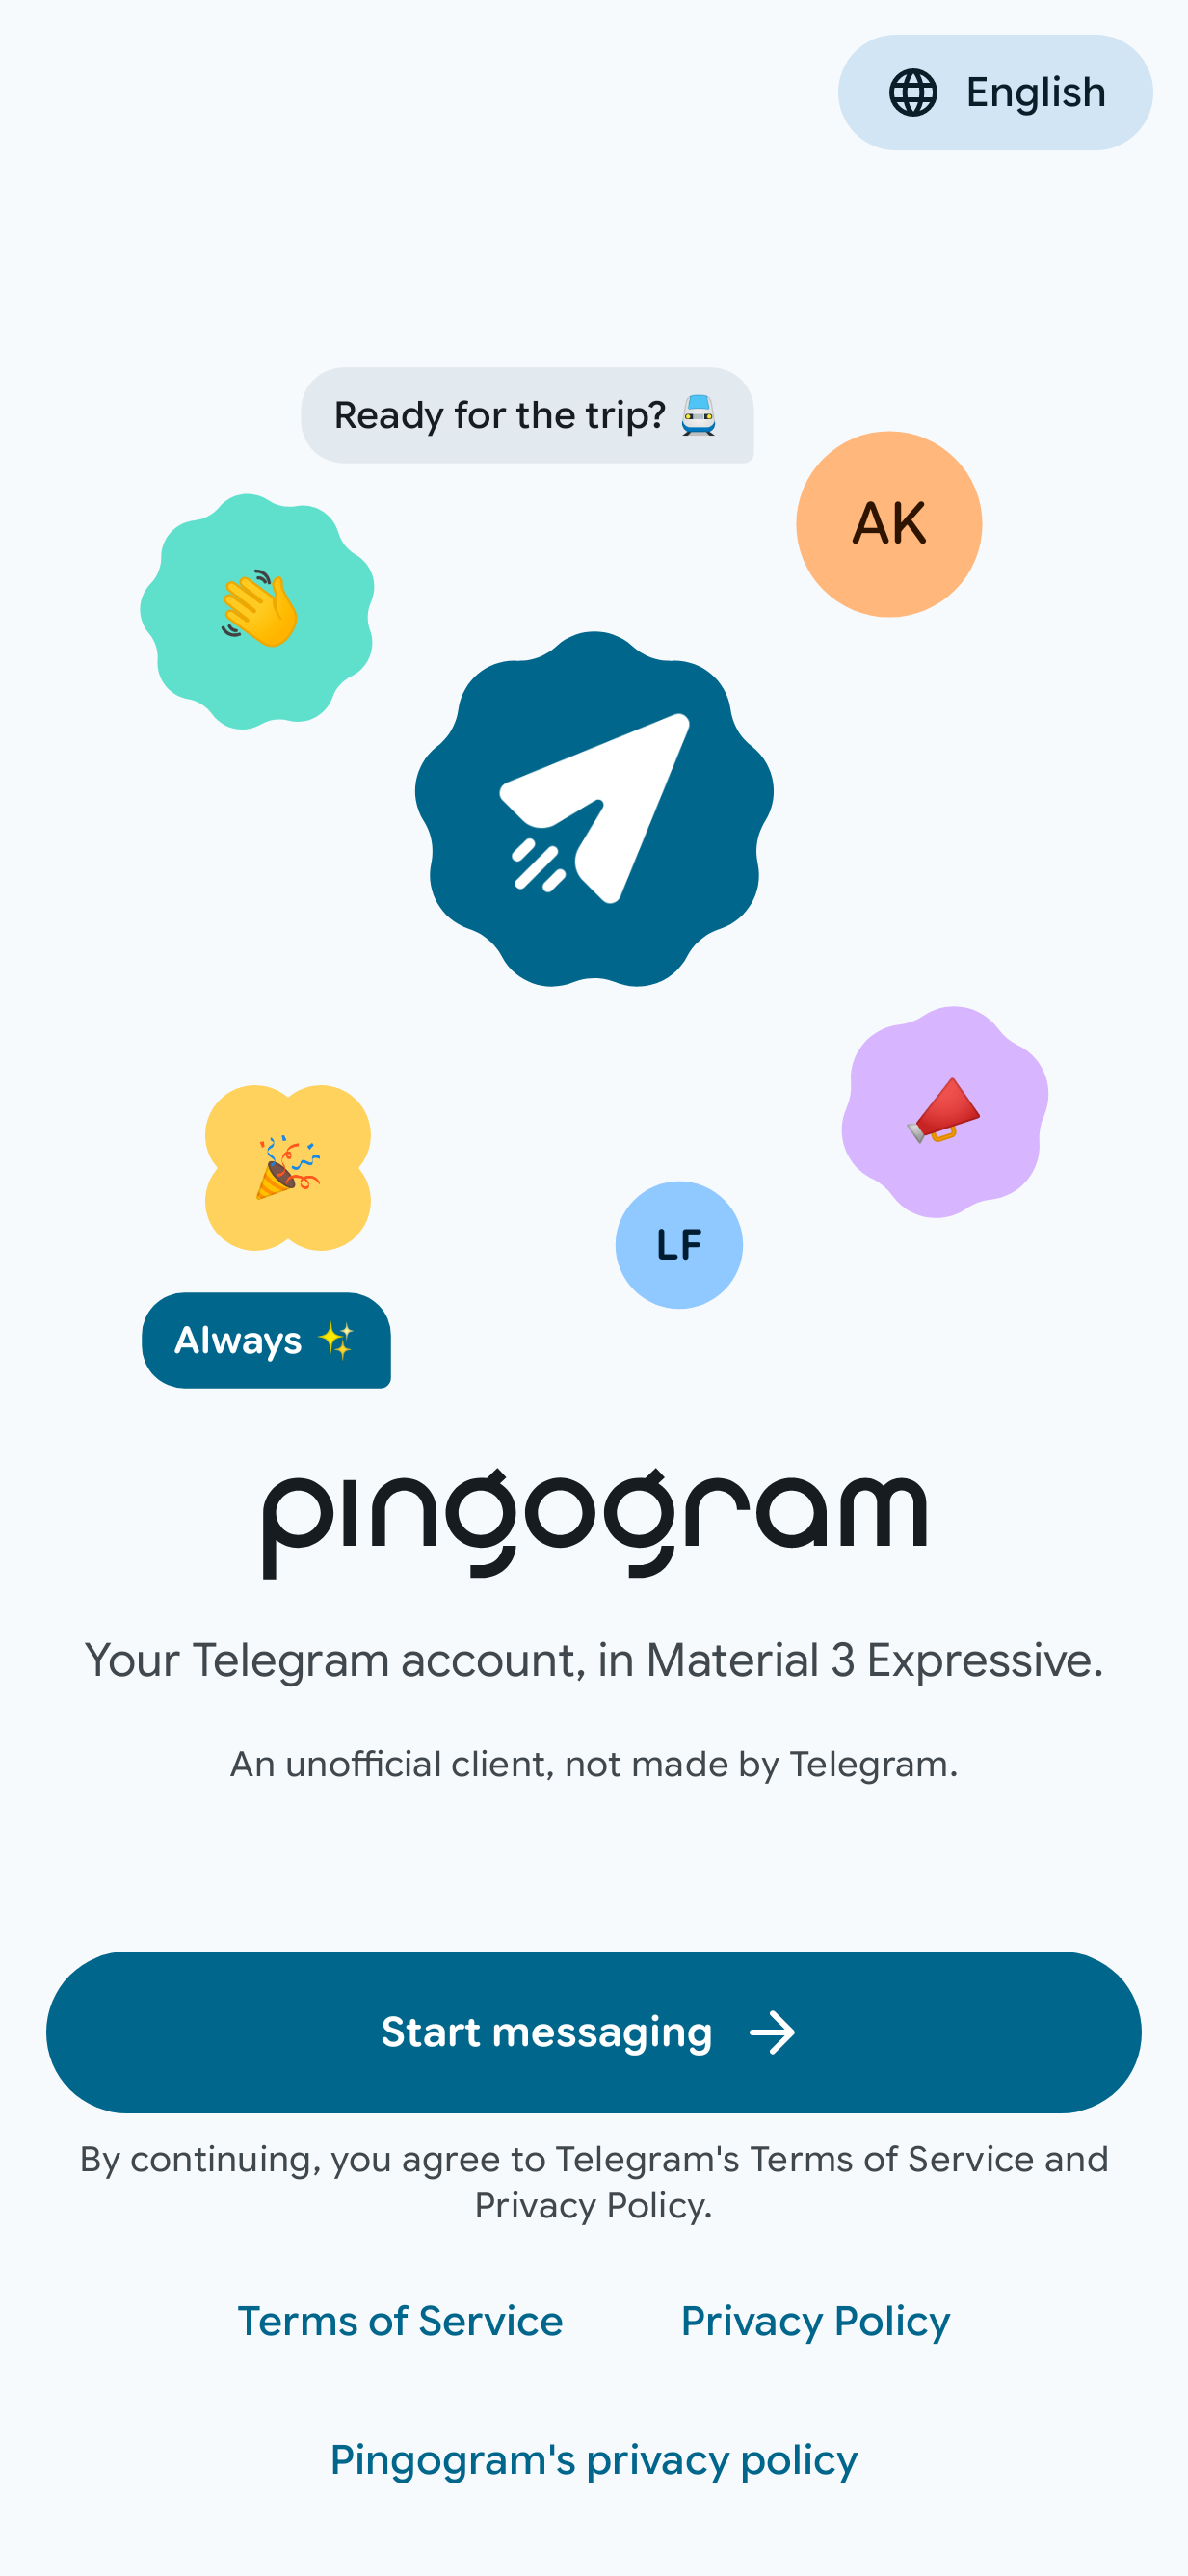 English
Ready for the trip? 🚆
AK
LF
Always ✨
pingogram
Your Telegram account, in Material 3 Expressive.
An unofficial client, not made by Telegram.
Start messaging
By continuing, you agree to Telegram's Terms of Service and
Privacy Policy.
Terms of Service Privacy Policy
Pingogram's privacy policy